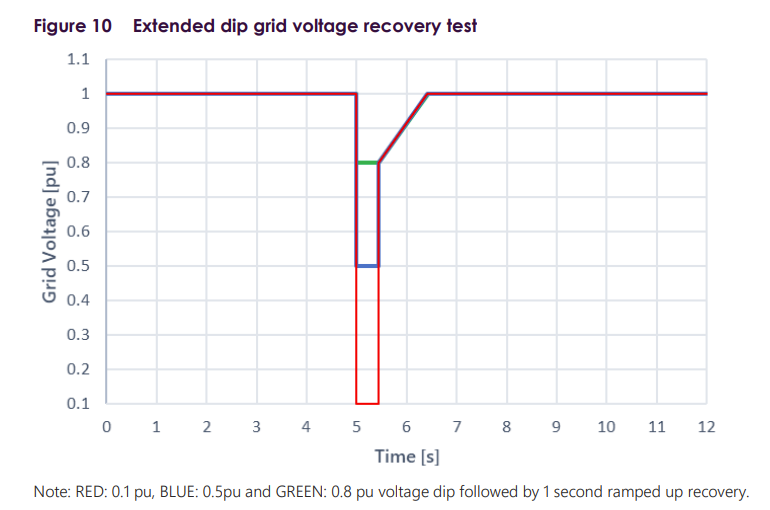 Figure 10 Extended dip grid voltage recovery test
1.1
1
0.9
0.8
0.7
0.6
0.5
0.4
0.3
0.2
0.1
Grid Voltage [pu]
0 1 2 3 4 5 6 7 8 9 10 11 12
Time [s]
Note: RED: 0.1 pu, BLUE: 0.5pu and GREEN: 0.8 pu voltage dip followed by 1 second ramped up recovery.